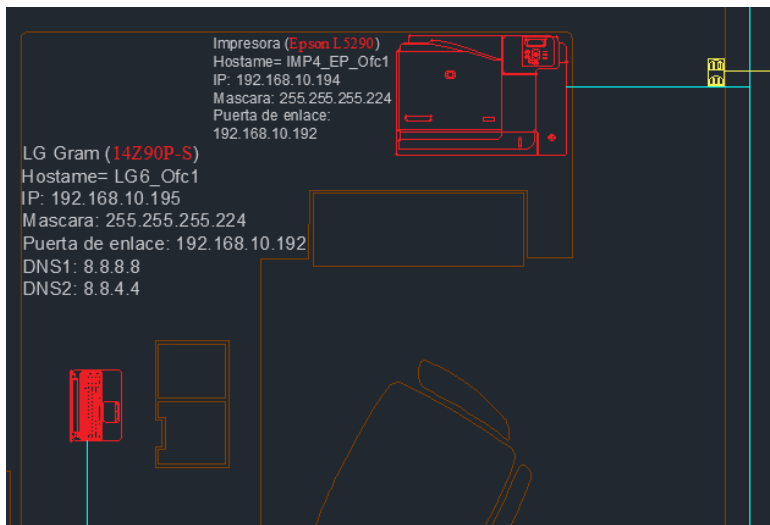 Impresora (Epson L5290)
Hostame= IMP4_EP_Ofc1
IP: 192.168.10.194
Mascara: 255.255.255.224
Puerta de enlace:
192.168.10.192
LG Gram (14Z90P-S)
Hostame= LG6_Ofc1
IP: 192.168.10.195
Mascara: 255.255.255.224
Puerta de enlace: 192.168.10.192
DNS1: 8.8.8.8
DNS2: 8.8.4.4